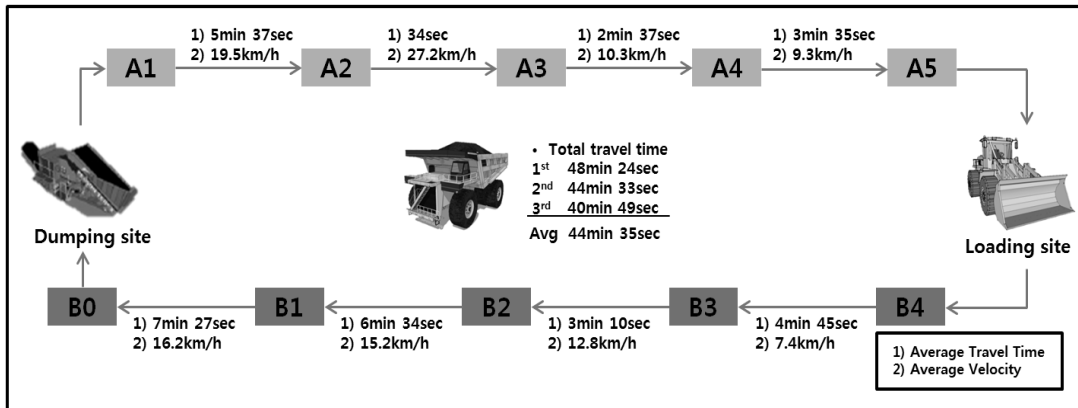 1) 5min 37sec
2) 19.5km/h
1) 34sec
2) 27.2km/h
1) 2min 37sec
2) 10.3km/h
1) 3min 35sec
2) 9.3km/h
A1
A2
A3
A4
A5
• Total travel time
1st 48min 24sec
2nd 44min 33sec
3rd 40min 49sec
Avg 44min 35sec
Dumping site
Loading site
B0
B1
B2
B3
B4
1) 7min 27sec
2) 16.2km/h
1) 6min 34sec
2) 15.2km/h
1) 3min 10sec
2) 12.8km/h
1) 4min 45sec
2) 7.4km/h
1) Average Travel Time
2) Average Velocity